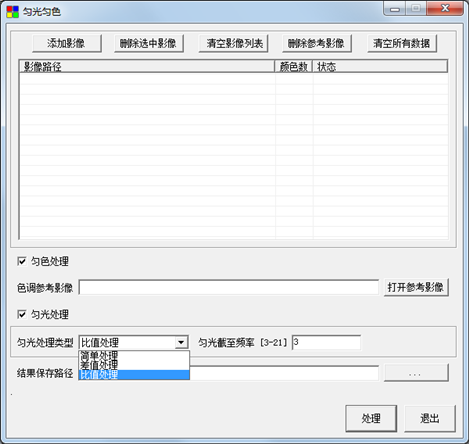 匀光匀色
添加影像 删除选中影像 清空影像列表 删除参考影像 清空所有数据
影像路径 颜色数 状态
匀色处理
色调参考影像 打开参考影像
匀光处理
匀光处理类型 比值处理 匀光截至频率 [3-21] 3
简单处理
差值处理
比值处理
结果保存路径 ...
处理 退出